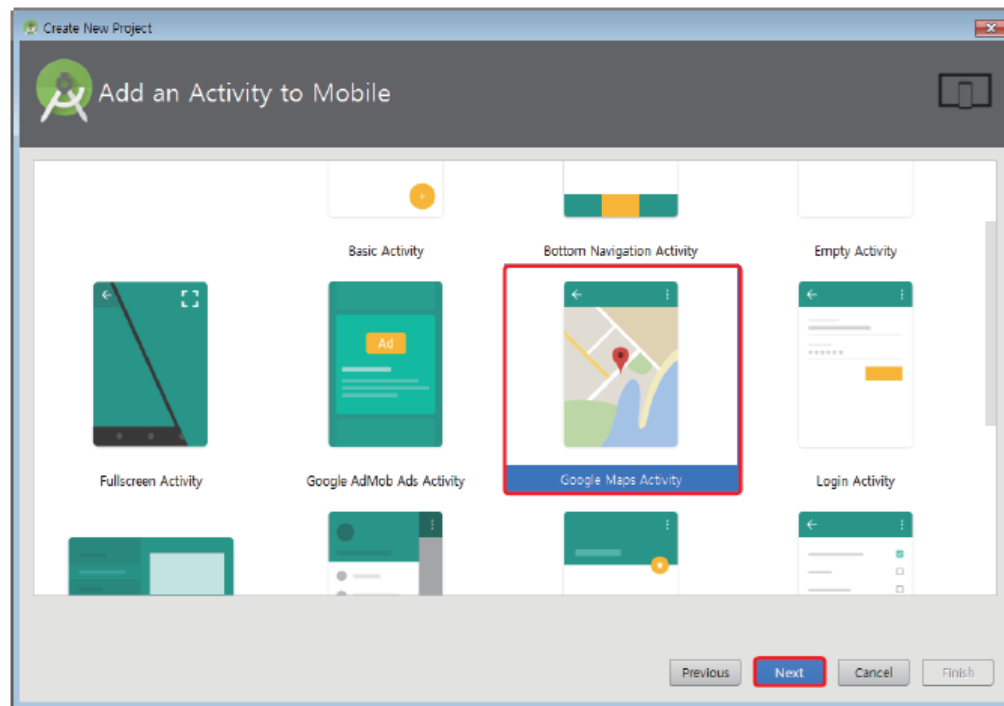 Create New Project
Add an Activity to Mobile
Basic Activity
Bottom Navigation Activity
Empty Activity
Ad
Fullscreen Activity
Google AdMob Ads Activity
Google Maps Activity
Login Activity
Previous
Next
Cancel
Finish